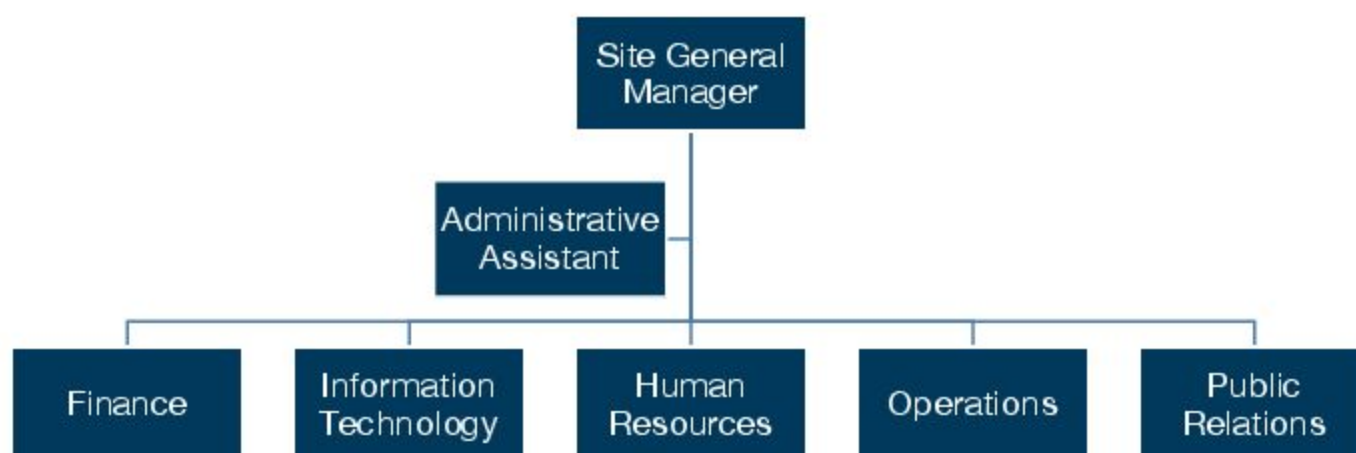 Site General
Manager
Administrative
Assistant
Finance
Information
Technology
Human
Resources
Operations
Public
Relations